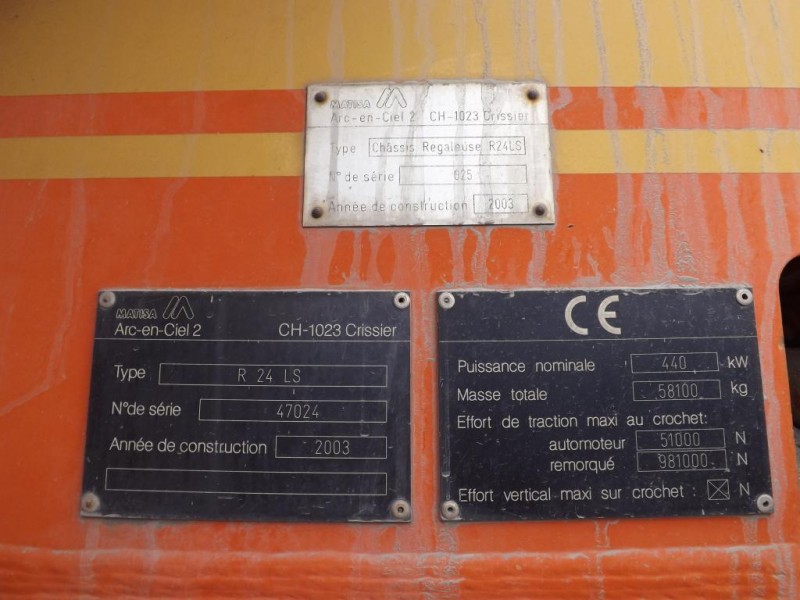 MATISA
Arc-en-Ciel 2 CH-1023 Crissier
Type Châssis Regaleuse R24LS
N° de série 625
Année de construction 2003
MATISA
Arc-en-Ciel 2 CH-1023 Crissier
Type R 24 LS
N° de série 47024
Année de construction 2003
CE
Puissance nominale 440 kW
Masse totale 58100 kg
Effort de traction maxi au crochet:
automoteur 51000 N
remorqué 981000 N
Effort vertical maxi sur crochet : N